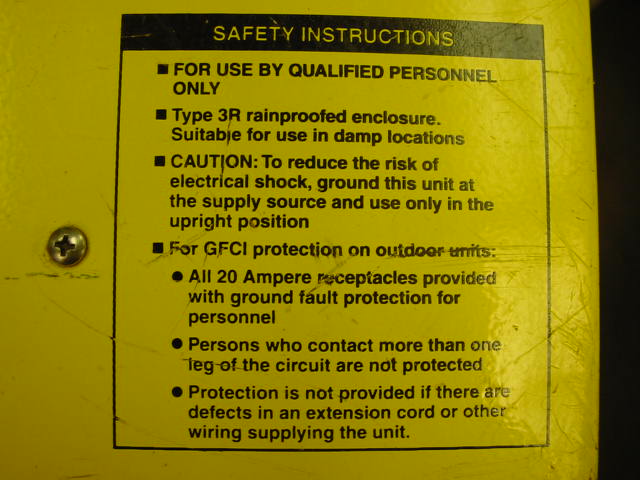 SAFETY INSTRUCTIONS
■ FOR USE BY QUALIFIED PERSONNEL
ONLY
■ Type 3R rainproofed enclosure.
Suitable for use in damp locations
■ CAUTION: To reduce the risk of
electrical shock, ground this unit at
the supply source and use only in the
upright position
■ For GFCI protection on outdoor units:
● All 20 Ampere receptacles provided
with ground fault protection for
personnel
● Persons who contact more than one
leg of the circuit are not protected
● Protection is not provided if there are
defects in an extension cord or other
wiring supplying the unit.